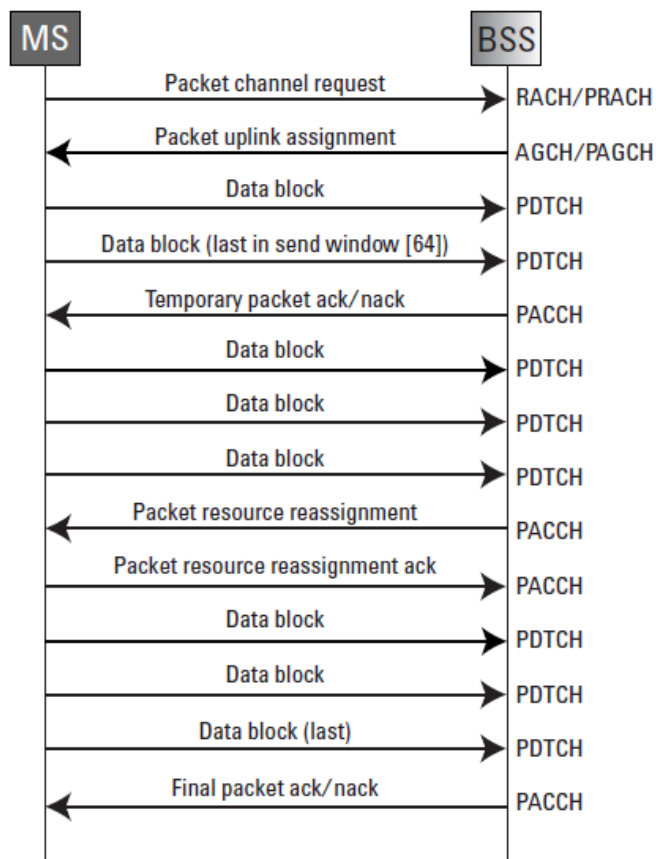 MS
BSS
Packet channel request
RACH/PRACH
Packet uplink assignment
AGCH/PAGCH
Data block
PDTCH
Data block (last in send window [64])
PDTCH
Temporary packet ack/nack
PACCH
Data block
PDTCH
Data block
PDTCH
Data block
PDTCH
Packet resource reassignment
PACCH
Packet resource reassignment ack
PACCH
Data block
PDTCH
Data block
PDTCH
Data block (last)
PDTCH
Final packet ack/nack
PACCH